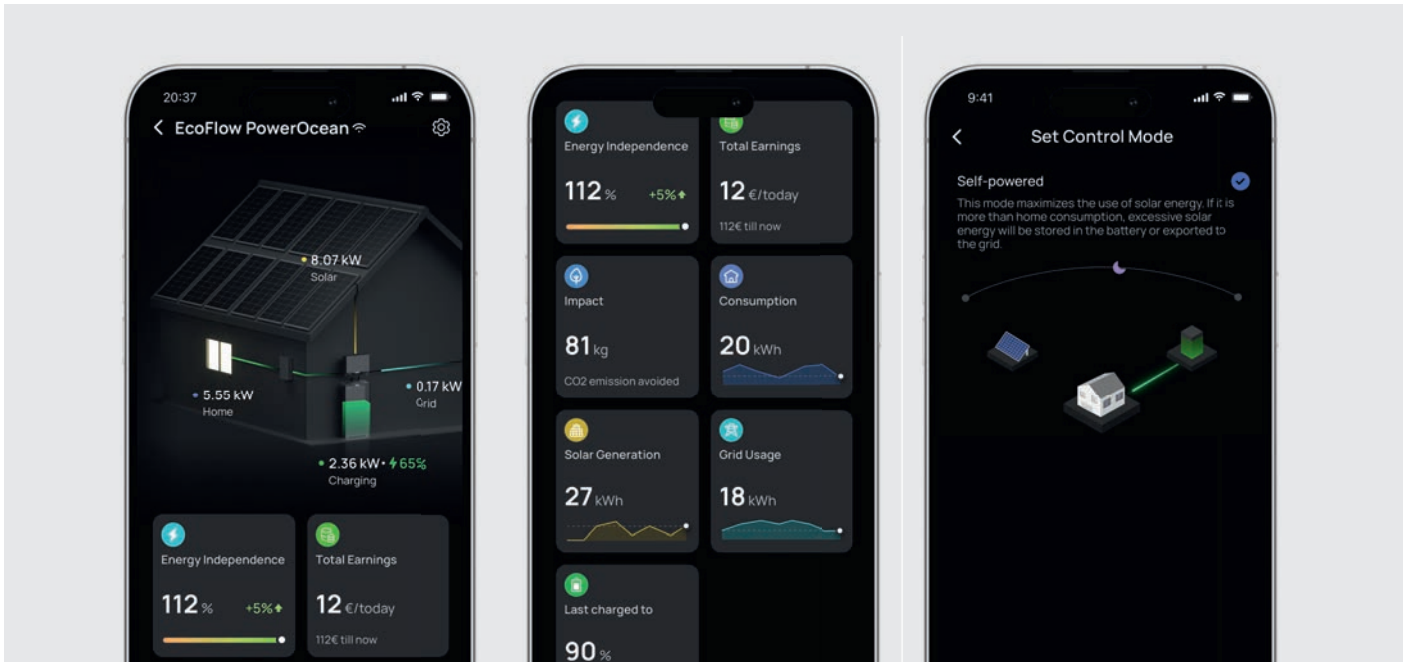 20:37
EcoFlow PowerOcean
8.07 kW
Solar
5.55 kW
Home
0.17 kW
Grid
2.36 kW • 65%
Charging
Energy Independence
112 % +5%
Total Earnings
12 €/today
112€ till now
Energy Independence
112 % +5%
Total Earnings
12 €/today
112€ till now
Impact
81 kg
CO2 emission avoided
Consumption
20 kWh
Solar Generation
27 kWh
Grid Usage
18 kWh
Last charged to
90 %
9:41
Set Control Mode
Self-powered
This mode maximizes the use of solar energy. If it is
more than home consumption, excessive solar
energy will be stored in the battery or exported to
the grid.